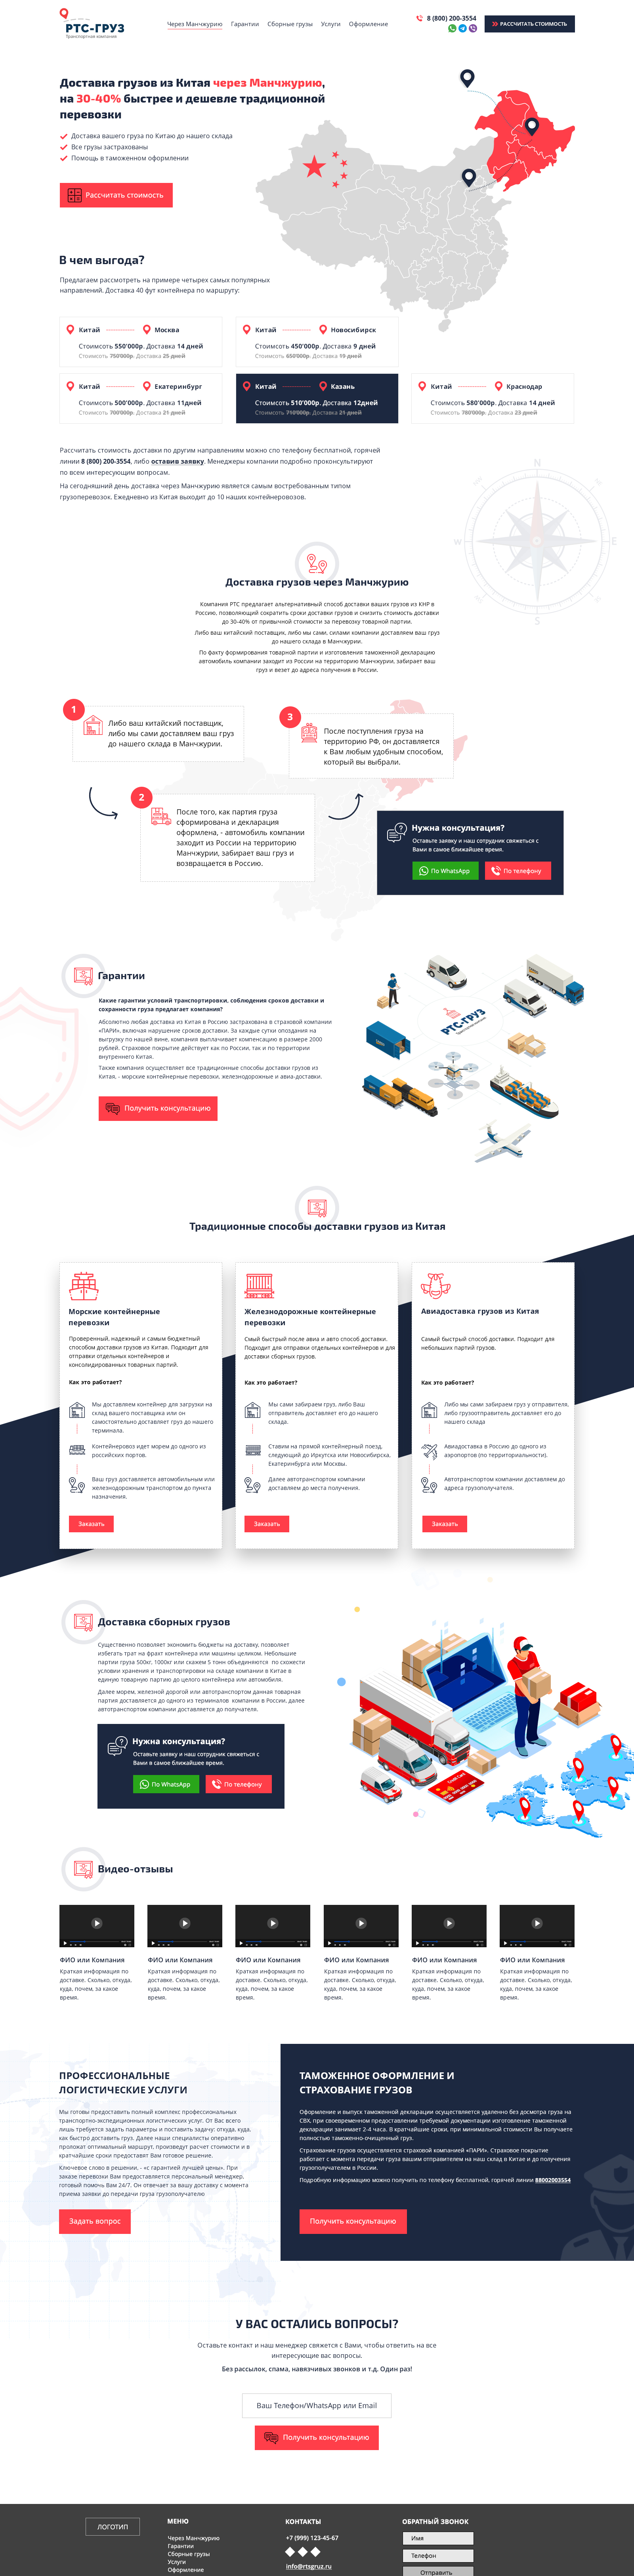 РТС-ГРУЗ
Транспортная компания
Через Манчжурию
Гарантии
Сборные грузы
Услуги
Оформление
8 (800) 200-3554
РАССЧИТАТЬ СТОИМОСТЬ
Доставка грузов из Китая через Манчжурию,
на 30-40% быстрее и дешевле традиционной
перевозки
Доставка вашего груза по Китаю до нашего склада
Все грузы застрахованы
Помощь в таможенном оформлении
Рассчитать стоимость
В чем выгода?
Предлагаем рассмотреть на примере четырех самых популярных
направлений. Доставка 40 фут контейнера по маршруту:
Китай Москва
Стоимсоть 550'000р. Доставка 14 дней
Стоимсоть 750'000р. Доставка 25 дней
Китай Новосибирск
Стоимсоть 450'000р. Доставка 9 дней
Стоимсоть 650'000р. Доставка 19 дней
Китай Екатеринбург
Стоимсоть 500'000р. Доставка 11дней
Стоимсоть 700'000р. Доставка 21 дней
Китай Казань
Стоимсоть 510'000р. Доставка 12дней
Стоимсоть 710'000р. Доставка 21 дней
Китай Краснодар
Стоимсоть 580'000р. Доставка 14 дней
Стоимсоть 780'000р. Доставка 23 дней
Рассчитать стоимость доставки по другим направлениям можно спо телефону бесплатной, горячей
линии 8 (800) 200-3554, либо оставив заявку. Менеджеры компании подробно проконсультируют
по всем интересующим вопросам.
На сегодняшний день доставка через Манчжурию является самым востребованным типом
грузоперевозок. Ежедневно из Китая выходит до 10 наших контейнеровозов.
N
W
E
S
Доставка грузов через Манчжурию
Компания РТС предлагает альтернативный способ доставки ваших грузов из КНР в
Россию, позволяющий сократить сроки доставки грузов и снизить стоимость доставки
до 30-40% от привычной стоимости за перевозку товарной партии.
Либо ваш китайский поставщик, либо мы сами, силами компании доставляем ваш груз
до нашего склада в Манчжурии.
По факту формирования товарной партии и изготовления таможенной декларацию
автомобиль компании заходит из России на территорию Манчжурии, забирает ваш
груз и везет до адреса получения в России.
1
Либо ваш китайский поставщик,
либо мы сами доставляем ваш груз
до нашего склада в Манчжурии.
3
После поступления груза на
территорию РФ, он доставляется
к Вам любым удобным способом,
который вы выбрали.
2
После того, как партия груза
сформирована и декларация
оформлена, - автомобиль компании
заходит из России на территорию
Манчжурии, забирает ваш груз и
возвращается в Россию.
Нужна консультация?
Оставьте заявку и наш сотрудник свяжеться с
Вами в самое ближайшее время.
По WhatsApp
По телефону
Гарантии
Какие гарантии условий транспортировки, соблюдения сроков доставки и
сохранности груза предлагает компания?
Абсолютно любая доставка из Китая в Россию застрахована в страховой компании
«ПАРИ», включая нарушение сроков доставки. За каждые сутки опоздания на
выгрузку по нашей вине, компания выплачивает компенсацию в размере 2000
рублей. Страховое покрытие действует как по России, так и по территории
внутреннего Китая.
Также компания осуществляет все традиционные способы доставки грузов из
Китая, - морские контейнерные перевозки, железнодорожные и авиа-доставки.
Получить консультацию
РТС-ГРУЗ
Традиционные способы доставки грузов из Китая
Морские контейнерные
перевозки
Проверенный, надежный и самым бюджетный
способом доставки грузов из Китая. Подходит для
отправки отдельных контейнеров и
консолидированных товарных партий.
Как это работает?
Мы доставляем контейнер для загрузки на
склад вашего поставщика или он
самостоятельно доставляет груз до нашего
терминала.
Контейнеровоз идет морем до одного из
российских портов.
Ваш груз доставляется автомобильным или
железнодорожным транспортом до пункта
назначения.
Заказать
Железнодорожные контейнерные
перевозки
Смый быстрый после авиа и авто способ доставки.
Подходит для отправки отдельных контейнеров и для
доставки сборных грузов.
Как это работает?
Мы сами забираем груз, либо Ваш
отправитель доставляет его до нашего
склада.
Ставим на прямой контейнерный поезд,
следующий до Иркутска или Новосибирска,
Екатеринбурга или Москвы.
Далее автотранспортом компании
доставляем до места получения.
Заказать
Авиадоставка грузов из Китая
Самый быстрый способ доставки. Подходит для
небольших партий грузов.
Как это работает?
Либо мы сами забирам груз у отправителя,
либо грузоотправитель доставляет его до
нашего склада
Авиадоставка в Россию до одного из
аэропортов (по территориальности).
Автотранспортом компании доставляем до
адреса грузополучателя.
Заказать
Доставка сборных грузов
Существенно позволяет экономить бюджеты на доставку, позволяет
избегать трат на фрахт контейнера или машины целиком. Небольшие
партии груза 500кг, 1000кг или скажем 5 тонн объединяются по схожести
условии хранения и транспортировки на складе компании в Китае в
единую товарную партию до целого контейнера или автомобиля.
Далее морем, железной дорогой или автотранспортом данная товарная
партия доставляется до одного из терминалов компании в России, далее
автотранспортом компании доставляется до получателя.
Нужна консультация?
Оставьте заявку и наш сотрудник свяжеться с
Вами в самое ближайшее время.
По WhatsApp
По телефону
Видео-отзывы
ФИО или Компания
Краткая информация по
доставке. Сколько, откуда,
куда, почем, за какое
время.
ФИО или Компания
Краткая информация по
доставке. Сколько, откуда,
куда, почем, за какое
время.
ФИО или Компания
Краткая информация по
доставке. Сколько, откуда,
куда, почем, за какое
время.
ФИО или Компания
Краткая информация по
доставке. Сколько, откуда,
куда, почем, за какое
время.
ФИО или Компания
Краткая информация по
доставке. Сколько, откуда,
куда, почем, за какое
время.
ФИО или Компания
Краткая информация по
доставке. Сколько, откуда,
куда, почем, за какое
время.
ПРОФЕССИОНАЛЬНЫЕ
ЛОГИСТИЧЕСКИЕ УСЛУГИ
Мы готовы предоставить полный комплекс профессиональных
транспортно-экспедиционных логистических услуг. От Вас всего
лишь требуется задать параметры и поставить задачу: откуда, куда,
как быстро доставить груз. Далее наши специалисты оперативно
проложат оптимальный маршрут, произведут расчет стоимости и в
кратчайшие сроки предоставят Вам готовое решение.
Ключевое слово в решении, - «с гарантией лучшей цены». При
заказе перевозки Вам предоставляется персональный менеджер,
готовый помочь Вам 24/7. Он отвечает за вашу доставку с момента
приема заявки до передачи груза грузополучателю
Задать вопрос
ТАМОЖЕННОЕ ОФОРМЛЕНИЕ И
СТРАХОВАНИЕ ГРУЗОВ
Оформление и выпуск таможенной декларации осуществляется удаленно без досмотра груза на
СВХ, при своевременном предоставлении требуемой документации изготовление таможенной
декларации занимает 2-4 часа. В кратчайшие сроки, при минимальной стоимости Вы получаете
полностью таможенно-очищенный груз.
Страхование грузов осуществляется страховой компанией «ПАРИ». Страховое покрытие
работает с момента передачи груза вашим отправителем на наш склад в Китае и до получения
грузополучателем в России.
Подробную информацию можно получить по телефону бесплатной, горячей линии 88002003554
Получить консультацию
У ВАС ОСТАЛИСЬ ВОПРОСЫ?
Оставьте контакт и наш менеджер свяжется с Вами, чтобы ответить на все
интересующие вас вопросы.
Без рассылок, спама, навязчивых звонков и т.д. Один раз!
Ваш Телефон/WhatsApp или Email
Получить консультацию
ЛОГОТИП
МЕНЮ
Через Манчжурию
Гарантии
Сборные грузы
Услуги
Оформление
КОНТАКТЫ
+7 (999) 123-45-67
info@rtsgruz.ru
ОБРАТНЫЙ ЗВОНОК
Имя
Телефон
Отправить